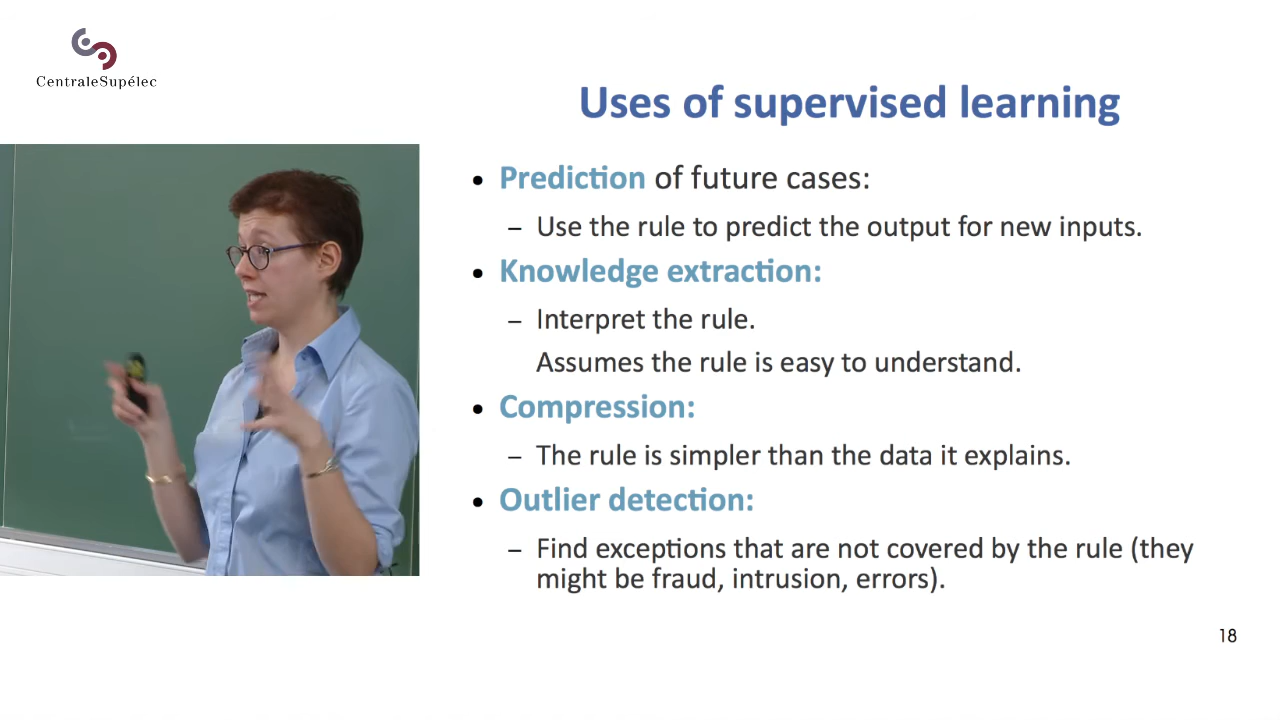 CentraleSupélec
Uses of supervised learning
• Prediction of future cases:
– Use the rule to predict the output for new inputs.
• Knowledge extraction:
– Interpret the rule.
Assumes the rule is easy to understand.
• Compression:
– The rule is simpler than the data it explains.
• Outlier detection:
– Find exceptions that are not covered by the rule (they
might be fraud, intrusion, errors).
18